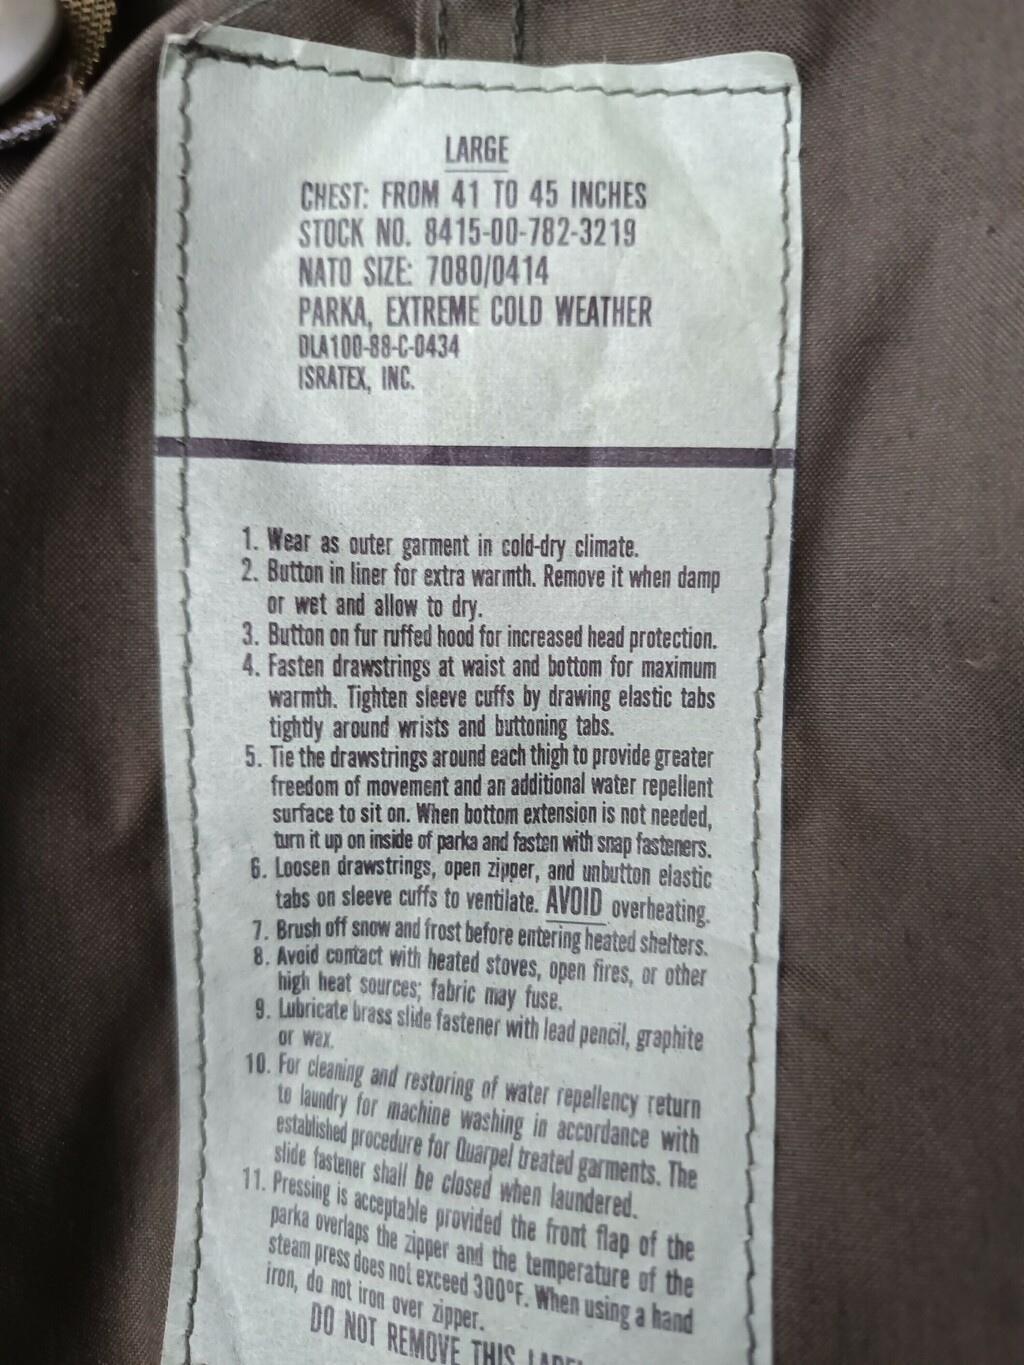 LARGE
CHEST: FROM 41 TO 45 INCHES
STOCK NO. 8415-00-782-3219
NATO SIZE: 7080/0414
PARKA, EXTREME COLD WEATHER
DLA100-88-C-0434
ISRATEX, INC.
1. Wear as outer garment in cold-dry climate.
2. Button in liner for extra warmth. Remove it when damp
or wet and allow to dry.
3. Button on fur ruffed hood for increased head protection.
4. Fasten drawstrings at waist and bottom for maximum
warmth. Tighten sleeve cuffs by drawing elastic tabs
tightly around wrists and buttoning tabs.
5. Tie the drawstrings around each thigh to provide greater
freedom of movement and an additional water repellent
surface to sit on. When bottom extension is not needed,
turn it up on inside of parka and fasten with snap fasteners.
6. Loosen drawstrings, open zipper, and unbutton elastic
tabs on sleeve cuffs to ventilate. AVOID overheating.
7. Brush off snow and frost before entering heated shelters.
8. Avoid contact with heated stoves, open fires, or other
high heat sources; fabric may fuse.
9. Lubricate brass slide fastener with lead pencil, graphite
or wax.
10. For cleaning and restoring of water repellency return
to laundry for machine washing in accordance with
established procedure for Quarpel treated garments. The
slide fastener shall be closed when laundered.
11. Pressing is acceptable provided the front flap of the
parka overlaps the zipper and the temperature of the
steam press does not exceed 300°F. When using a hand
iron, do not iron over zipper.
DO NOT REMOVE THIS LABEL